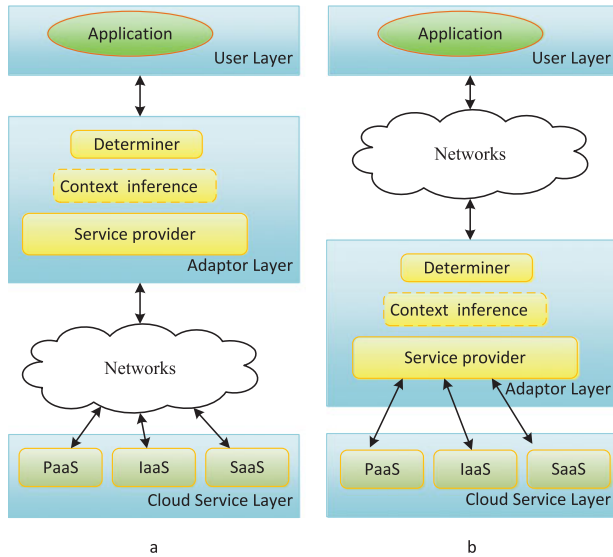 Application
User Layer
Determiner
Context inference
Service provider
Adaptor Layer
Networks
PaaS
IaaS
SaaS
Cloud Service Layer
a
Application
User Layer
Networks
Determiner
Context inference
Service provider
Adaptor Layer
PaaS
IaaS
SaaS
Cloud Service Layer
b